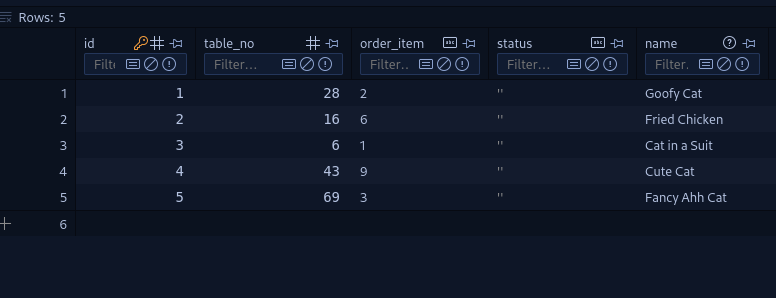 Rows: 5
id table_no order_item status name
Filte Filter... Filter.. Filter... Filter.
1 1 28 2 '' Goofy Cat
2 2 16 6 '' Fried Chicken
3 3 6 1 '' Cat in a Suit
4 4 43 9 '' Cute Cat
5 5 69 3 '' Fancy Ahh Cat
6